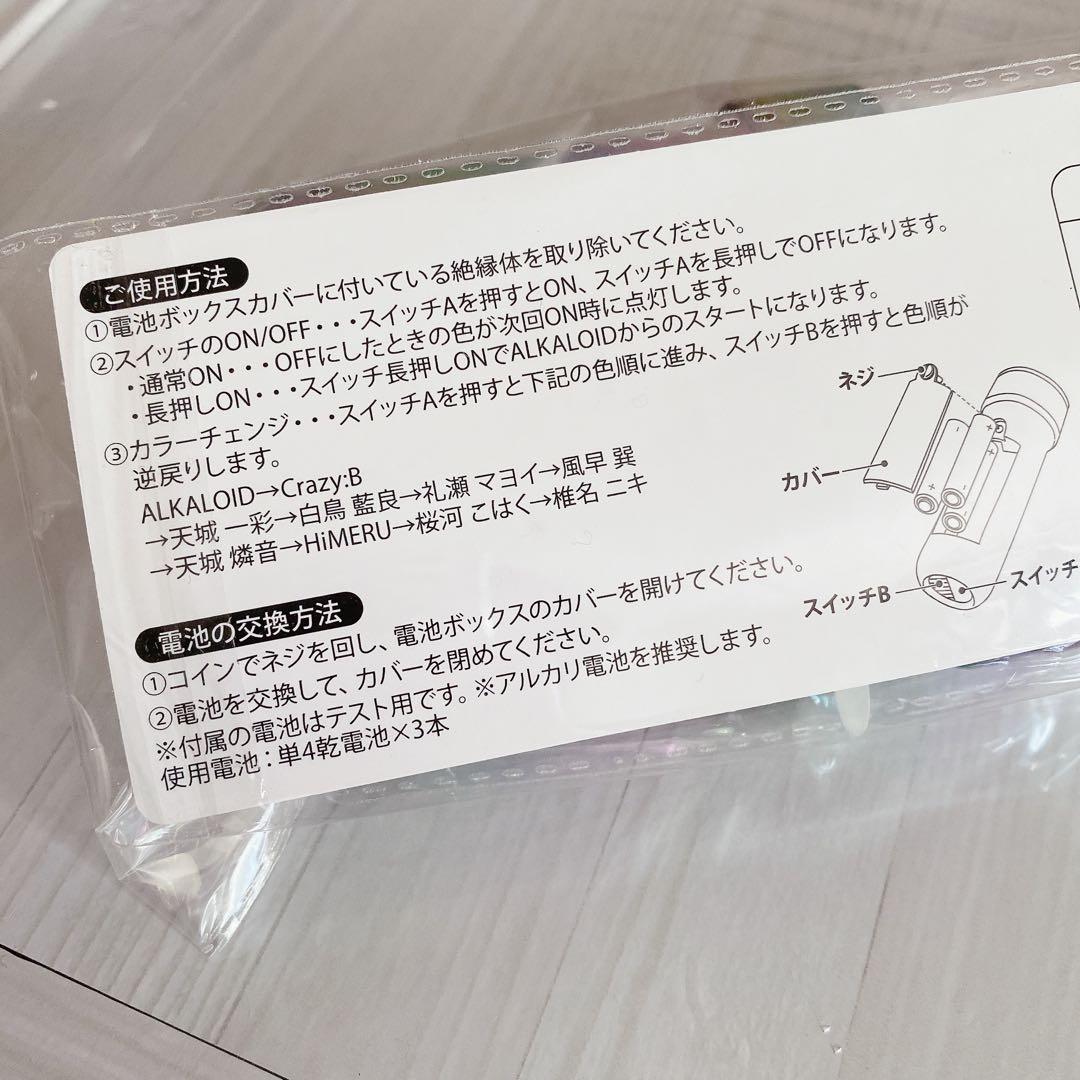 ご使用方法
①電池ボックスカバーに付いている絶縁体を取り除いてください。
②スイッチのON/OFF・・・スイッチAを押すとON、スイッチAを長押しでOFFになります。
・通常ON・・・OFFにしたときの色が次回ON時に点灯します。
・長押しON・・・スイッチ長押しONでALKALOIDからのスタートになります。
③カラーチェンジ・・・スイッチAを押すと下記の色順に進み、スイッチBを押すと色順が
逆戻りします。
ALKALOID→Crazy:B
→天城 一彩→白鳥 藍良→礼瀬 マヨイ→風早 巽
→天城 燐音→HiMERU→桜河 こはく→椎名 ニキ
ネジ
カバー
スイッチB
スイッチ
電池の交換方法
①コインでネジを回し、電池ボックスのカバーを開けてください。
②電池を交換して、カバーを閉めてください。
※付属の電池はテスト用です。※アルカリ電池を推奨します。
使用電池：単4乾電池×3本